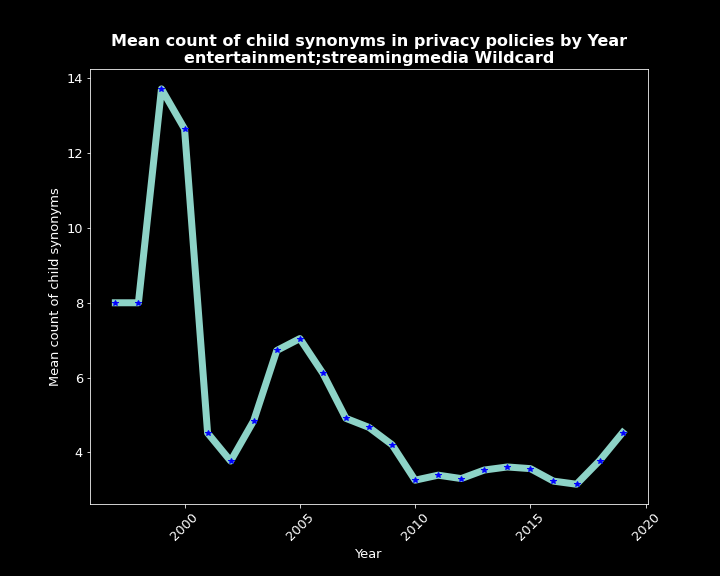 Mean count of child synonyms in privacy policies by Year
entertainment;streamingmedia Wildcard
14
12
10
8
6
4
Mean count of child synonyms
2000
2005
2010
2015
2020
Year